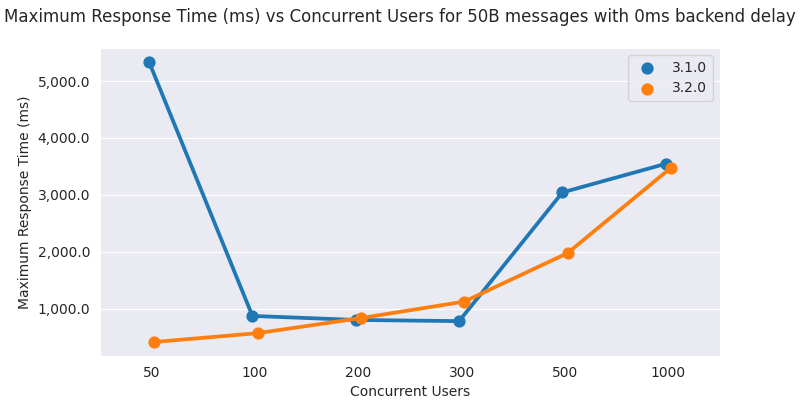 Maximum Response Time (ms) vs Concurrent Users for 50B messages with 0ms backend delay
3.1.0
3.2.0
5,000.0
4,000.0
3,000.0
2,000.0
1,000.0
Maximum Response Time (ms)
50 100 200 300 500 1000
Concurrent Users